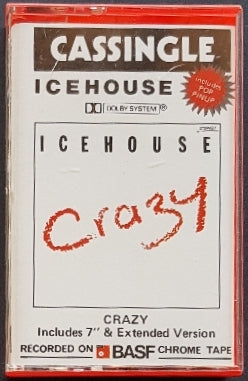 CASSINGLE
ICEHOUSE
includes
POP
PINUP
DOLBY SYSTEM®
ICEHOUSE
Crazy
CRAZY
Includes 7" & Extended Version
RECORDED ON BASF CHROME TAPE